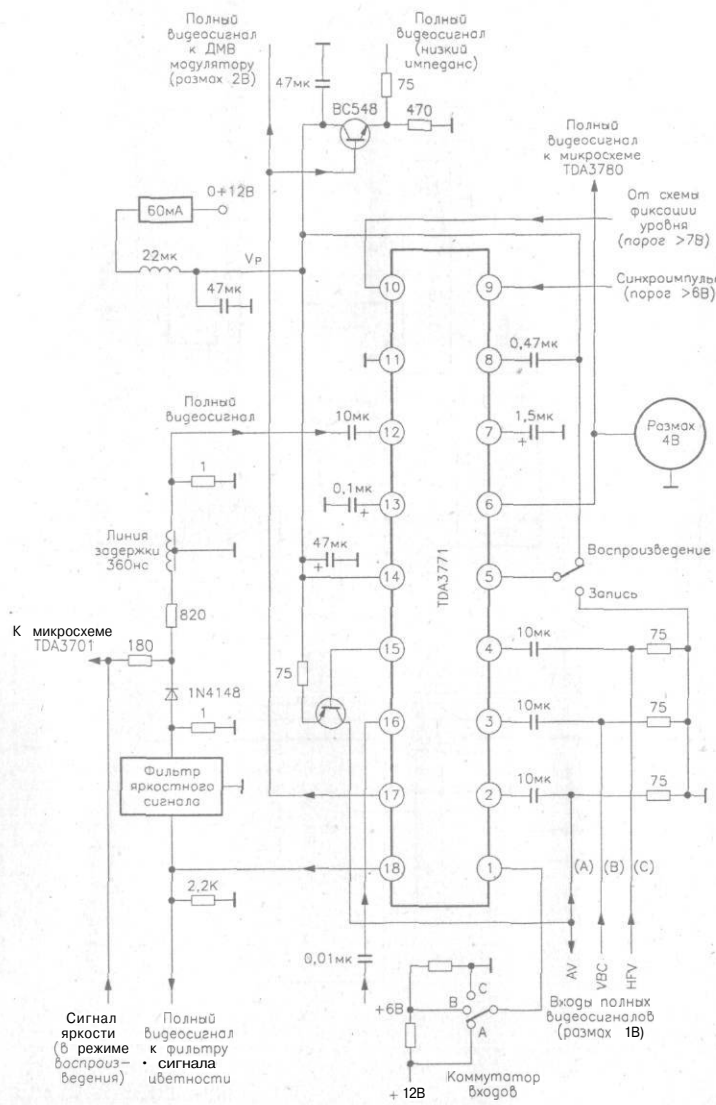 Полный
видеосигнал
к ДМВ
модулятору
(размах 2В)
Полный
видеосигнал
(низкий
импеданс)
47мк
75
BC548
470
Полный
видеосигнал
к микросхеме
TDA3780
60мА
0+12В
22мк
VP
47мк
От схемы
фиксации
уровня
(порог >7В)
Синхроимпульс
(порог >6В)
10
9
11
8
0,47мк
Полный
видеосигнал
10мк
12
7
1,5мк
+
Размах
4В
1
0,1мк
+
13
6
Линия
задержки
360нс
47мк
+
14
TDA3771
5
Воспроизведение
Запись
820
К микросхеме
TDA3701
180
75
15
4
10мк
75
1N4148
1
16
3
10мк
75
Фильтр
яркостного
сигнала
17
2
10мк
75
18
1
(A)
(B)
(C)
2,2К
0,01мк
AV
VBC
HFV
C
B
A
+6В
+12В
Коммутатор
входов
Входы полных
видеосигналов
(размах 1В)
Сигнал
яркости
(в режиме
воспроиз-
ведения)
Полный
видеосигнал
к фильтру
сигнала
цветности